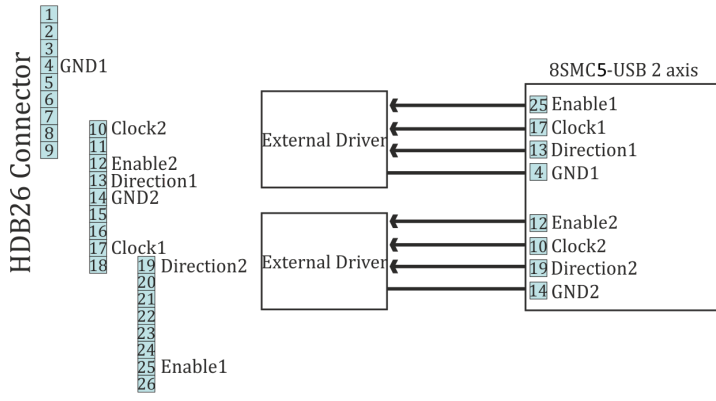 HDB26 Connector
1
2
3
4 GND1
5
6
7
8
9
10 Clock2
11
12 Enable2
13 Direction1
14 GND2
15
16
17 Clock1
18
19 Direction2
20
21
22
23
24
25 Enable1
26
External Driver
External Driver
8SMC5-USB 2 axis
25 Enable1
17 Clock1
13 Direction1
4 GND1
12 Enable2
10 Clock2
19 Direction2
14 GND2